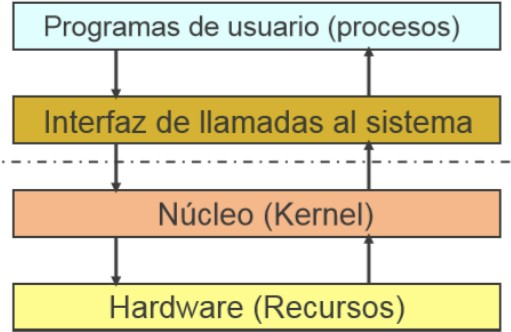 Programas de usuario (procesos)
Interfaz de llamadas al sistema
Núcleo (Kernel)
Hardware (Recursos)